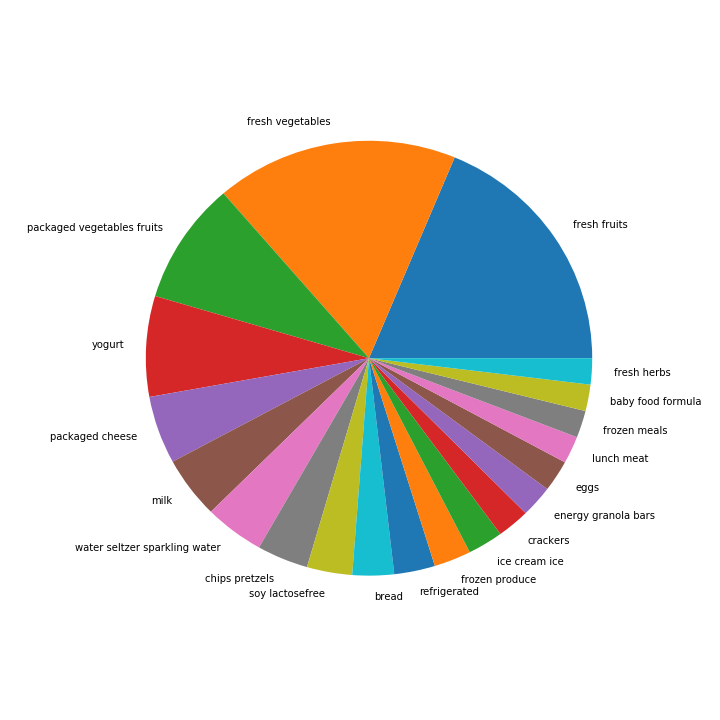 fresh vegetables
fresh fruits
packaged vegetables fruits
yogurt
fresh herbs
baby food formula
frozen meals
packaged cheese
lunch meat
eggs
milk
energy granola bars
crackers
water seltzer sparkling water
ice cream ice
chips pretzels
frozen produce
refrigerated
soy lactosefree
bread